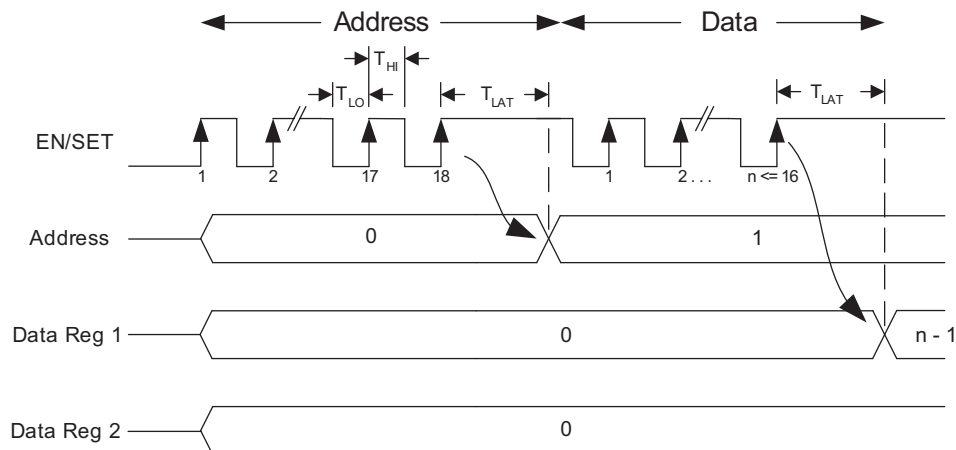 Address Data
T_HI
T_LO T_LAT T_LAT
EN/SET
1 2 17 18 1 2 . . . n <= 16
Address 0 1
Data Reg 1 0 n - 1
Data Reg 2 0